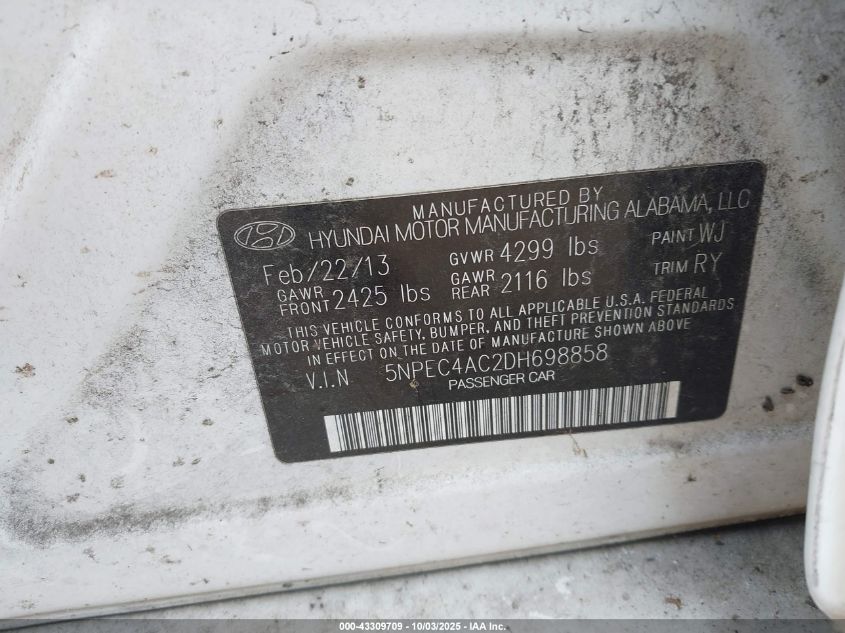 MANUFACTURED BY
HYUNDAI MOTOR MANUFACTURING ALABAMA, LLC
Feb/22/13 GVWR 4299 lbs PAINT WJ
GAWR FRONT 2425 lbs GAWR REAR 2116 lbs TRIM RY
THIS VEHICLE CONFORMS TO ALL APPLICABLE U.S.A. FEDERAL
MOTOR VEHICLE SAFETY, BUMPER, AND THEFT PREVENTION STANDARDS
IN EFFECT ON THE DATE OF MANUFACTURE SHOWN ABOVE
V.I.N 5NPEC4AC2DH698858
PASSENGER CAR
000-43309709 - 10/03/2025 - IAA Inc.